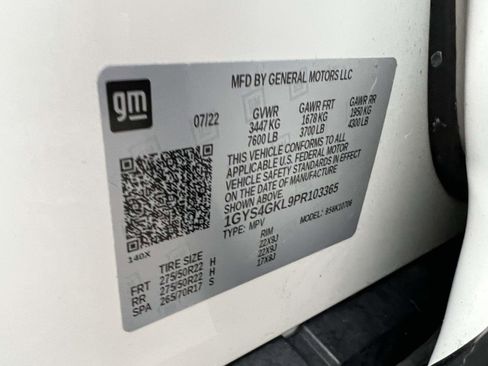 gm
MFD BY GENERAL MOTORS LLC
07/22 GVWR GAWR FRT GAWR RR
3447 KG 1678 KG 1950 KG
7600 LB 3700 LB 4300 LB
THIS VEHICLE CONFORMS TO ALL
APPLICABLE U.S. FEDERAL MOTOR
VEHICLE SAFETY STANDARDS IN
EFFECT ON THE DATE OF
MANUFACTURE SHOWN ABOVE.
1GYS4GKL9PR103365
TYPE: MPV MODEL:
140X
TIRE SIZE RIM
FRT 275/50R22 H 22X9J
RR 275/50R22 H 22X9J
SPA 265/70R17 S 17X8J